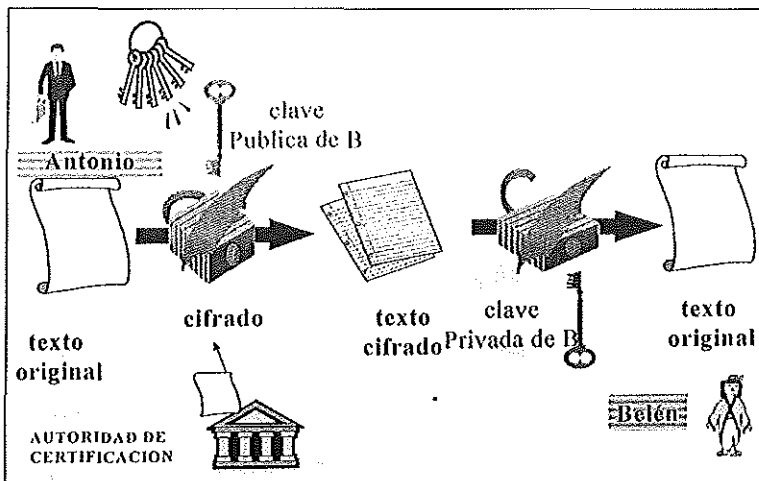 clave
Publica de B
Antonio
cifrado
texto
original
texto
cifrado
clave
Privada de B
texto
original
Belén
AUTORIDAD DE
CERTIFICACION